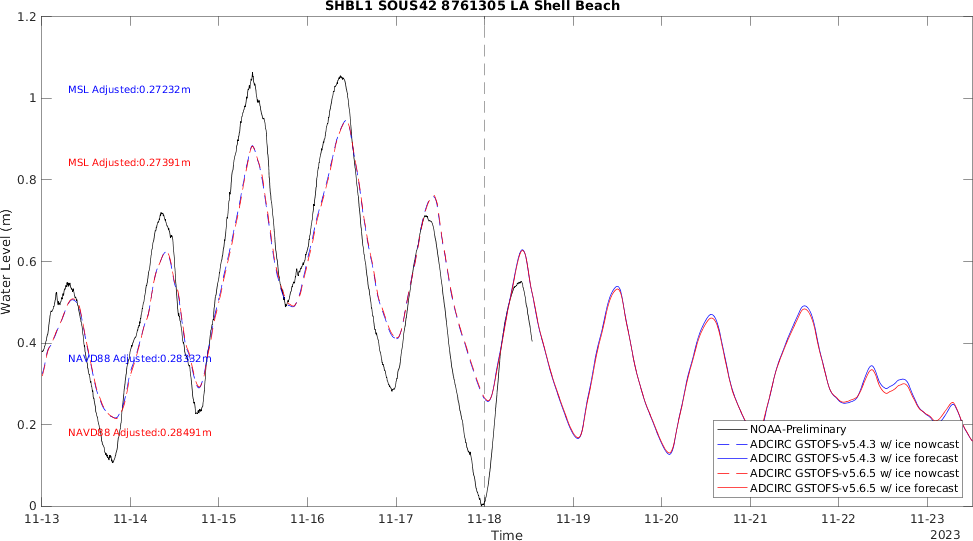 SHBL1 SOUS42 8761305 LA Shell Beach
1.2
1
0.8
0.6
0.4
0.2
0
Water Level (m)
MSL Adjusted:0.27232m
MSL Adjusted:0.27391m
NAVD88 Adjusted:0.28332m
NAVD88 Adjusted:0.28491m
NOAA-Preliminary
ADCIRC GSTOFS-v5.4.3 w/ ice nowcast
ADCIRC GSTOFS-v5.4.3 w/ ice forecast
ADCIRC GSTOFS-v5.6.5 w/ ice nowcast
ADCIRC GSTOFS-v5.6.5 w/ ice forecast
11-13 11-14 11-15 11-16 11-17 11-18 11-19 11-20 11-21 11-22 11-23
Time
2023